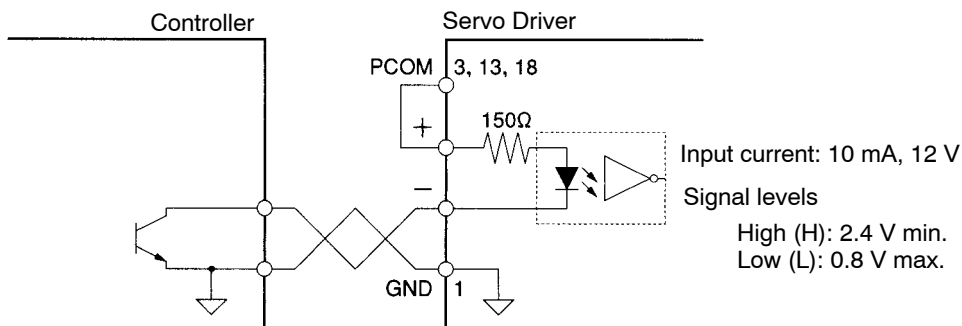 Controller
Servo Driver
PCOM
3, 13, 18
+
150Ω
Input current: 10 mA, 12 V
−
Signal levels
High (H): 2.4 V min.
Low (L): 0.8 V max.
GND
1